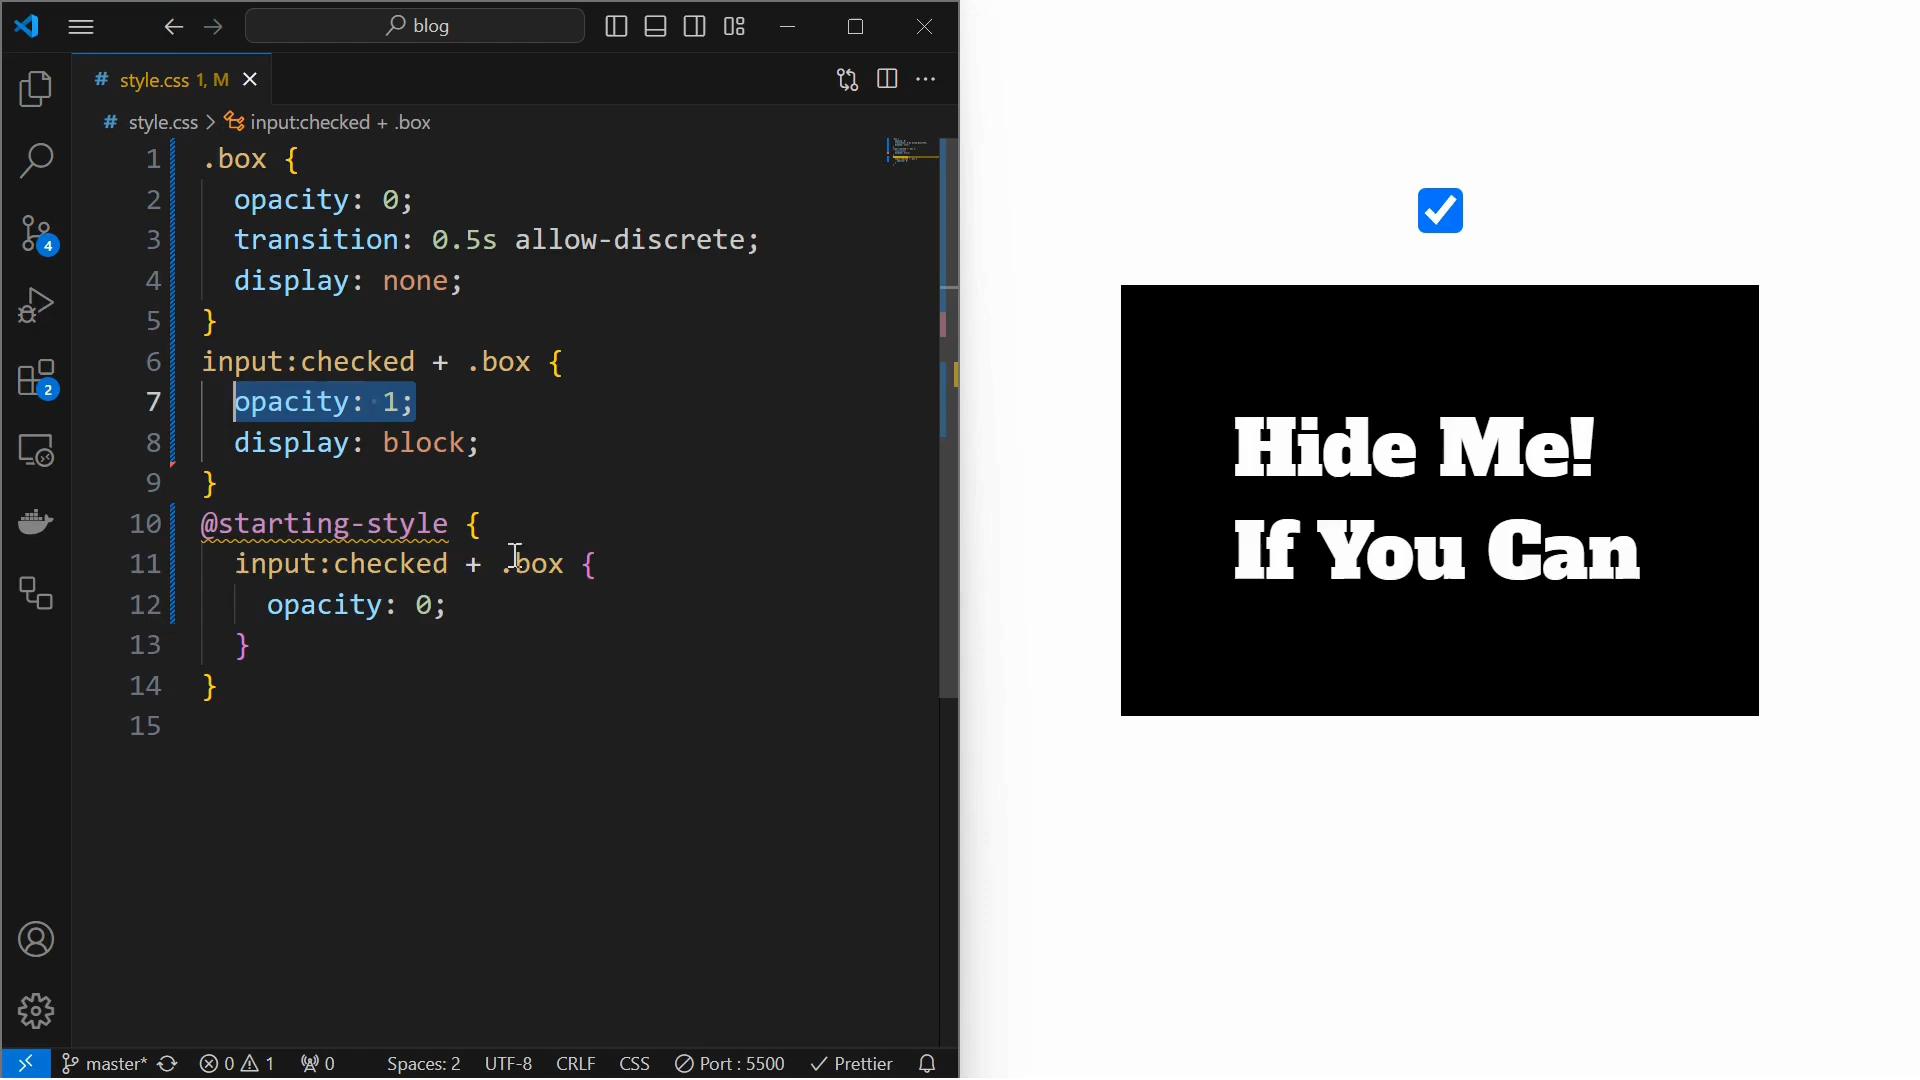 blog
# style.css 1, M
# style.css > input:checked + .box
1 .box {
2 opacity: 0;
3 transition: 0.5s allow-discrete;
4 display: none;
5 }
6 input:checked + .box {
7 opacity: 1;
8 display: block;
9 }
10 @starting-style {
11 input:checked + .box {
12 opacity: 0;
13 }
14 }
15
4
2
master* 0 1 0 Spaces: 2 UTF-8 CRLF CSS Port : 5500 Prettier
Hide Me!
If You Can